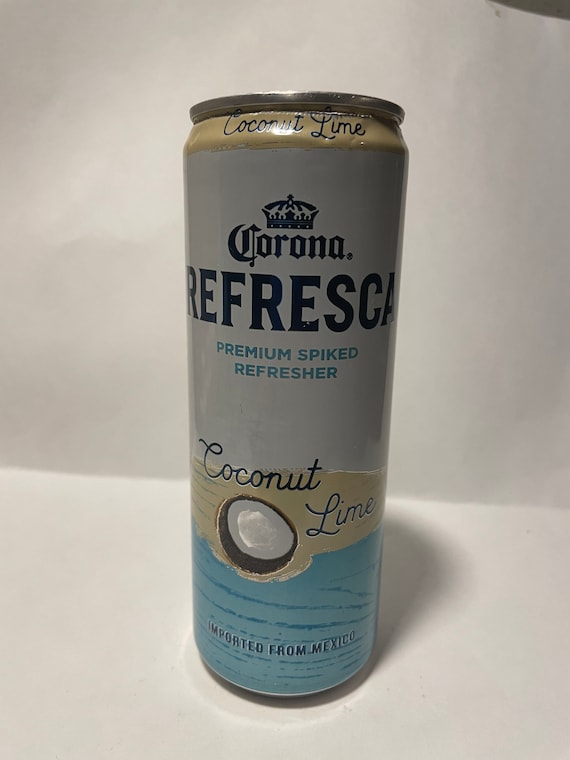 Coconut Lime
Corona®
REFRESCA
PREMIUM SPIKED
REFRESHER
Coconut
Lime
IMPORTED FROM MEXICO